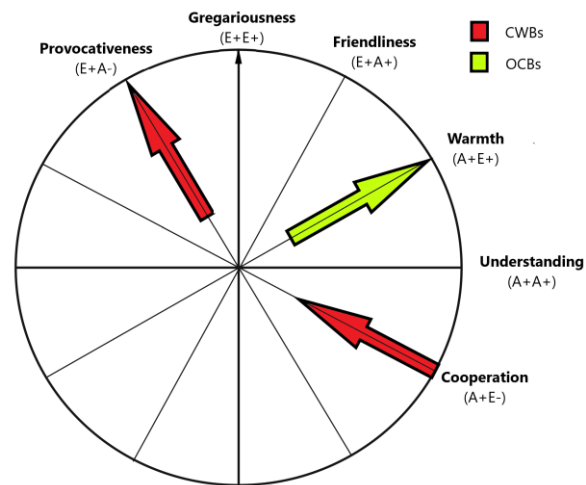 Gregariousness
(E+E+)
Provocativeness
(E+A-)
Friendliness
(E+A+)
CWBs
OCBs
Warmth
(A+E+)
Understanding
(A+A+)
Cooperation
(A+E-)